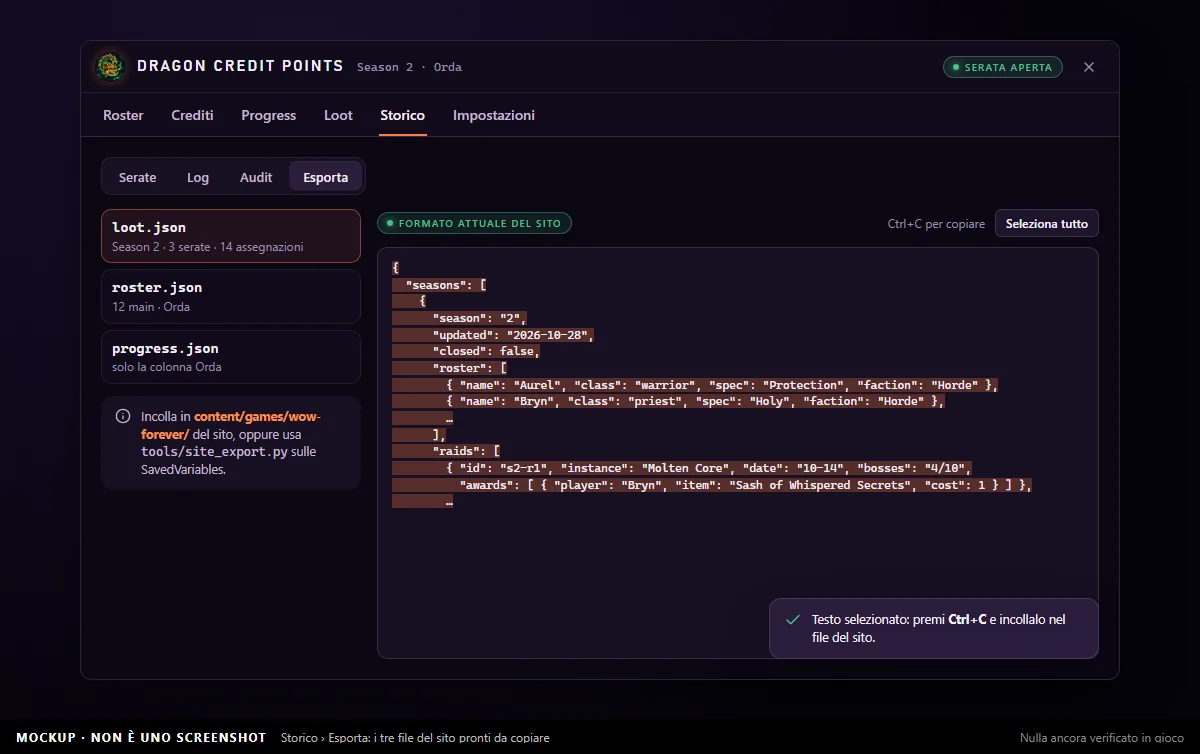 DRAGON CREDIT POINTS
Season 2 · Orda
SERATA APERTA
Roster
Crediti
Progress
Loot
Storico
Impostazioni
Serate
Log
Audit
Esporta
loot.json
Season 2 · 3 serate · 14 assegnazioni
roster.json
12 main · Orda
progress.json
solo la colonna Orda
Incolla in content/games/wow-
forever/ del sito, oppure usa
tools/site_export.py sulle
SavedVariables.
FORMATO ATTUALE DEL SITO
Ctrl+C per copiare
Seleziona tutto
{
"seasons": [
{
"season": "2",
"updated": "2026-10-28",
"closed": false,
"roster": [
{ "name": "Aurel", "class": "warrior", "spec": "Protection", "faction": "Horde" },
{ "name": "Bryn", "class": "priest", "spec": "Holy", "faction": "Horde" },
…
],
"raids": [
{ "id": "s2-r1", "instance": "Molten Core", "date": "10-14", "bosses": "4/10",
"awards": [ { "player": "Bryn", "item": "Sash of Whispered Secrets", "cost": 1 } ] },
…
Testo selezionato: premi Ctrl+C e incollalo nel
file del sito.
MOCKUP · NON È UNO SCREENSHOT
Storico › Esporta: i tre file del sito pronti da copiare
Nulla ancora verificato in gioco